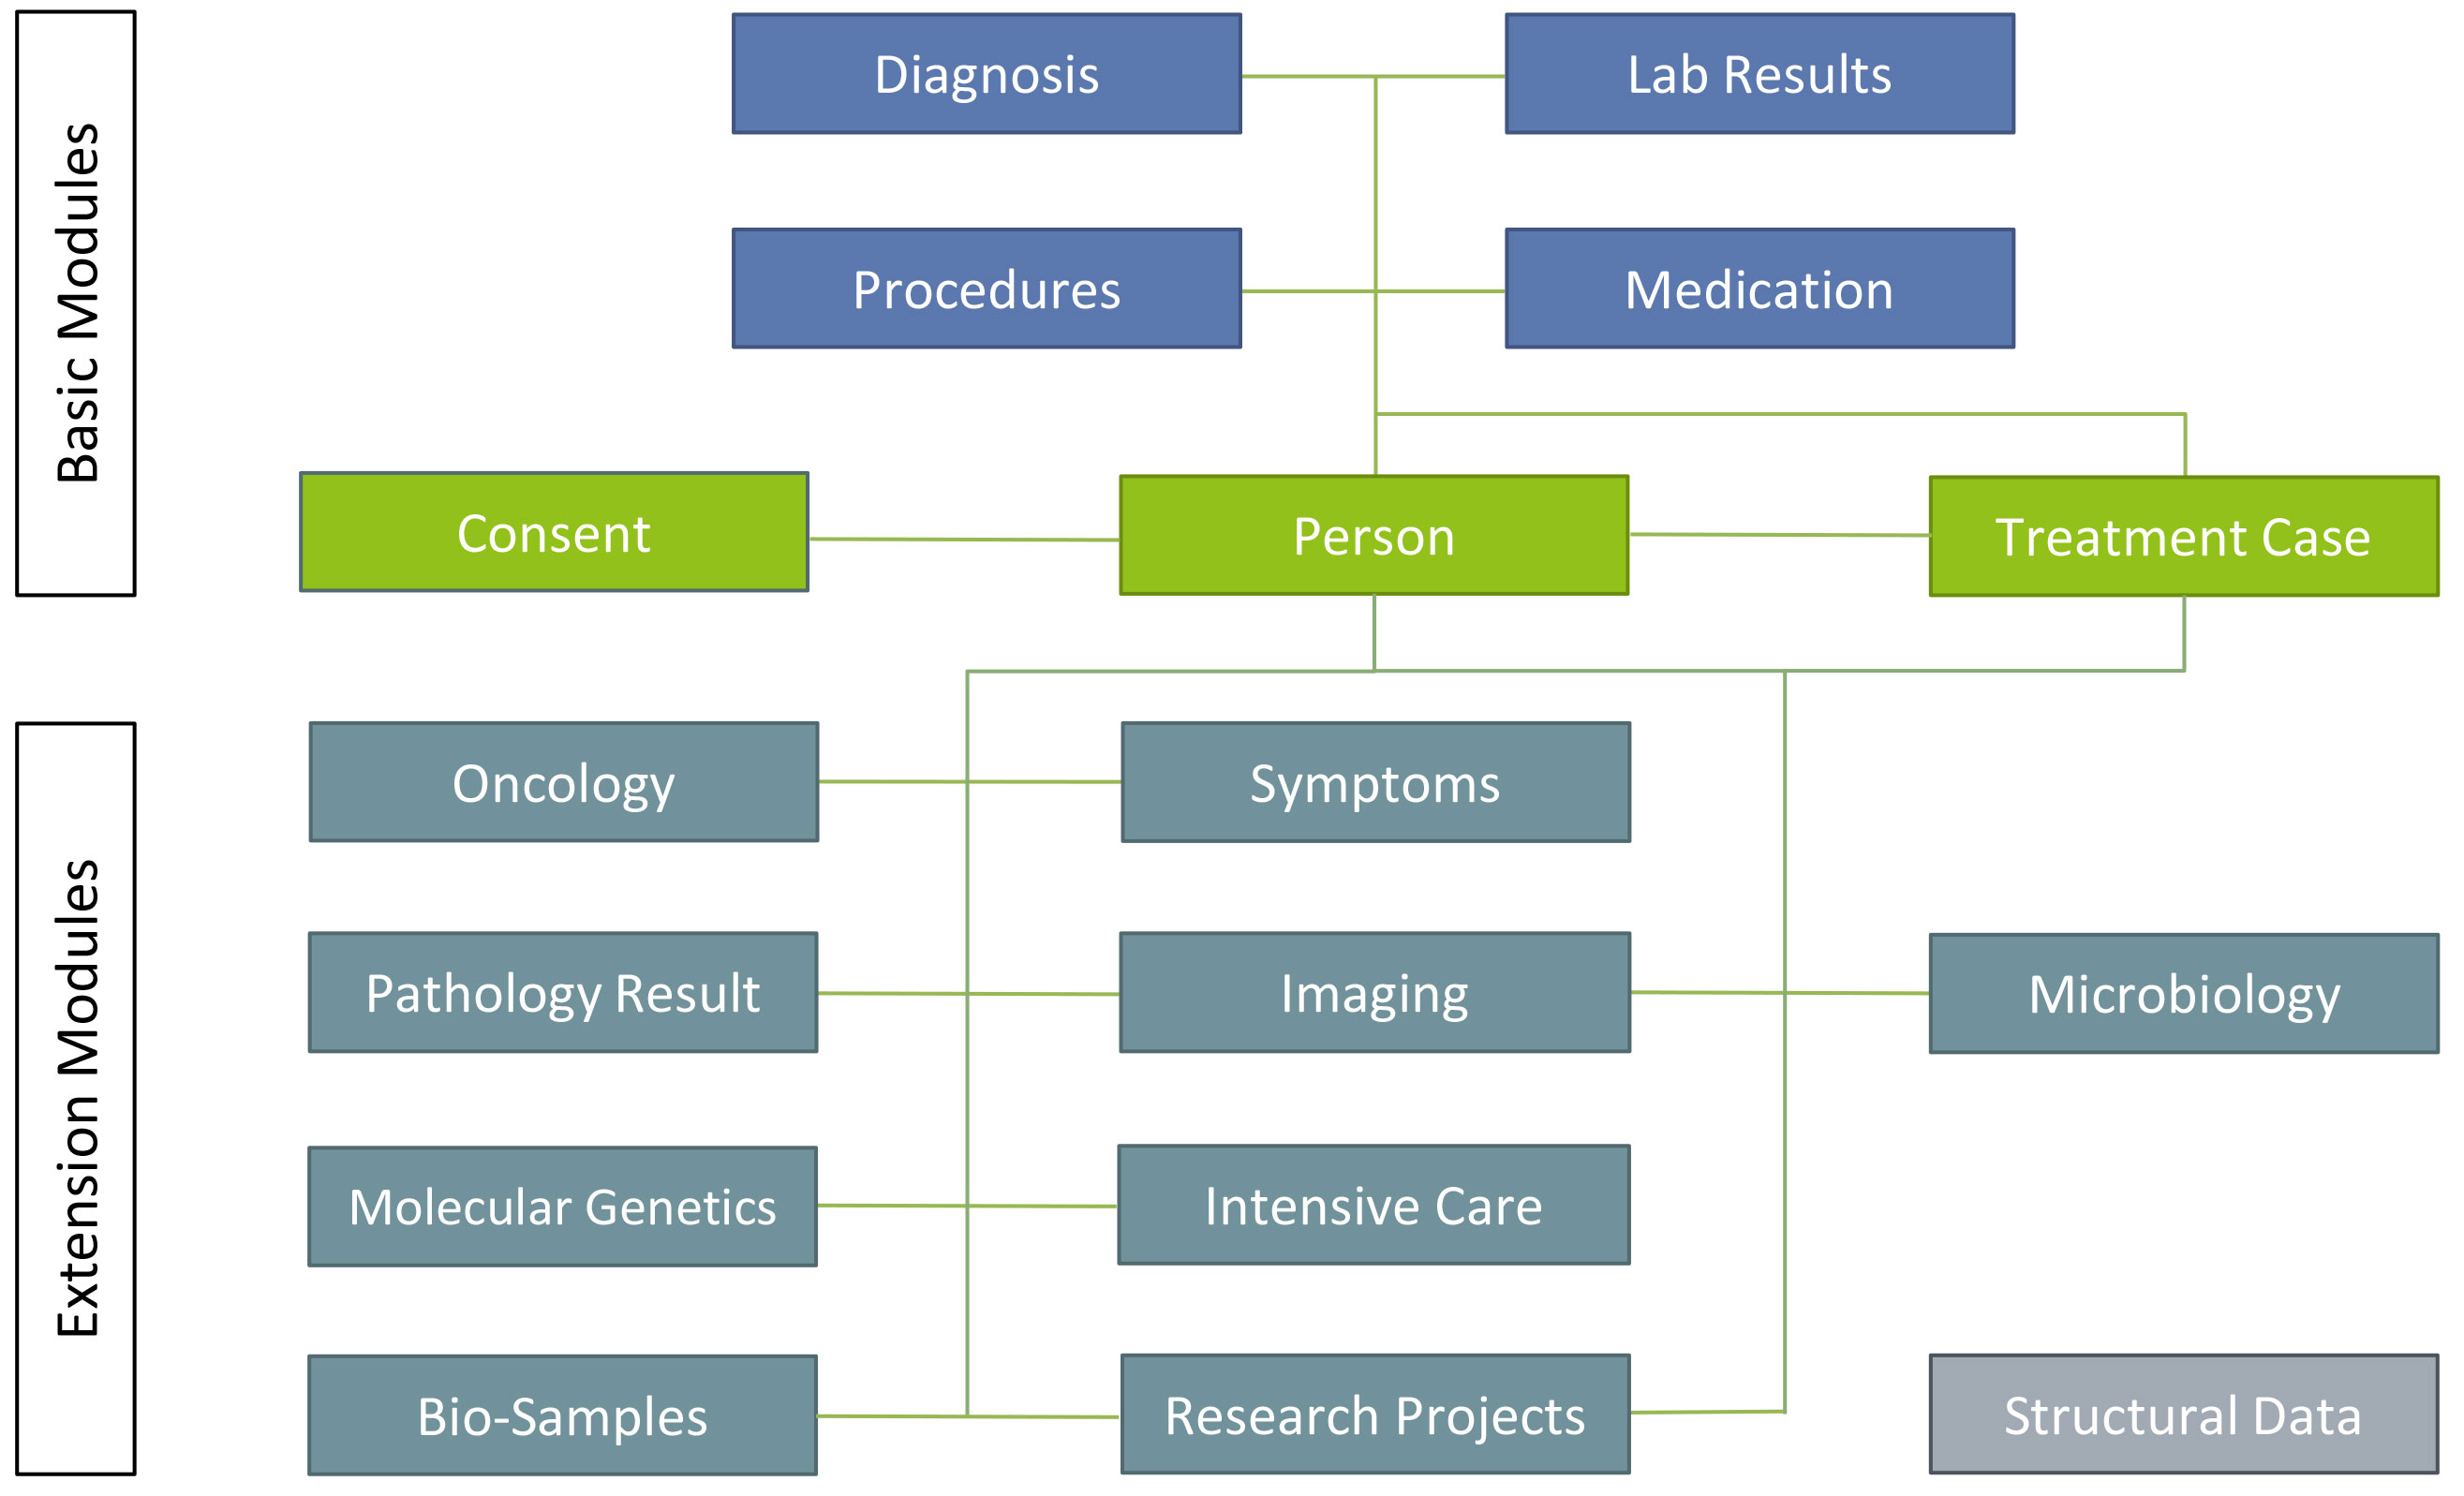 Basic Modules
Diagnosis
Lab Results
Procedures
Medication
Consent
Person
Treatment Case
Extension Modules
Oncology
Symptoms
Pathology Result
Imaging
Microbiology
Molecular Genetics
Intensive Care
Bio-Samples
Research Projects
Structural Data